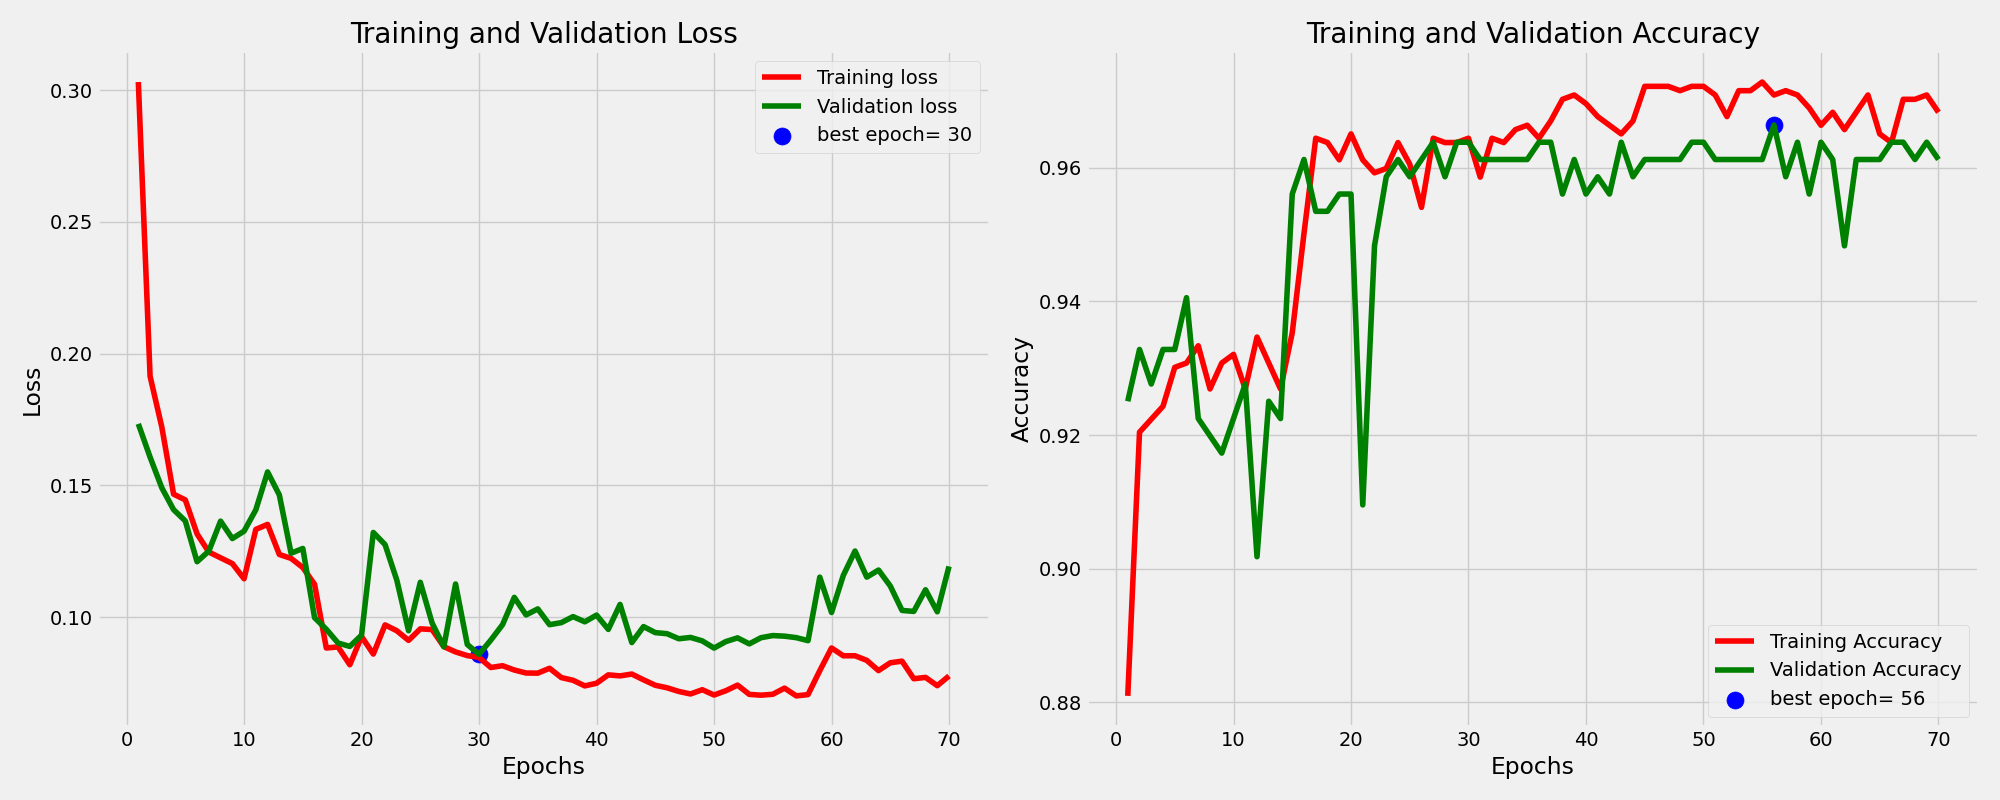 Training and Validation Loss
Training loss
Validation loss
best epoch= 30
0.30
0.25
0.20
0.15
0.10
Loss
0 10 20 30 40 50 60 70
Epochs
Training and Validation Accuracy
0.96
0.94
0.92
0.90
0.88
Accuracy
Training Accuracy
Validation Accuracy
best epoch= 56
0 10 20 30 40 50 60 70
Epochs